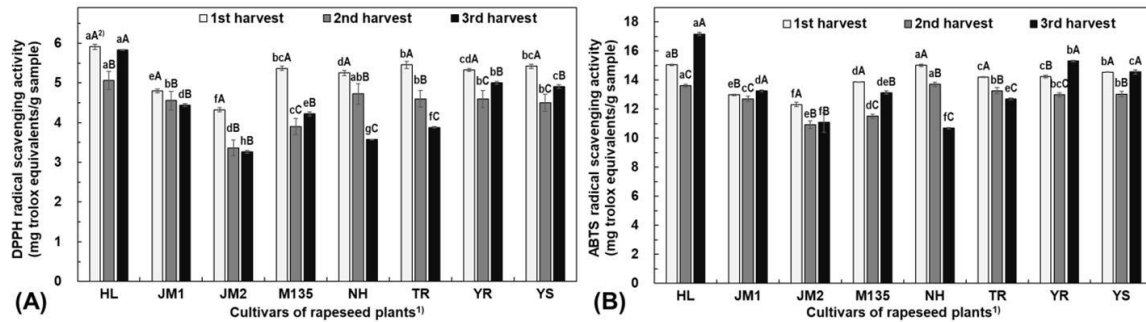 DPPH radical scavenging activity
(mg trolox equivalents/g sample)
1st harvest 2nd harvest 3rd harvest
6
5
4
3
2
1
0
aA2) aB aA
eA bB dB
fA dB hB
bcA cC eB
dA abB gC
bA bB fC
cdA bC bB
bcA bC cB
HL JM1 JM2 M135 NH TR YR YS
Cultivars of rapeseed plants1)
(A)
ABTS radical scavenging activity
(mg trolox equivalents/g sample)
1st harvest 2nd harvest 3rd harvest
18
16
14
12
10
8
6
4
2
0
aB aC aA
eB cC dA
fA eB fB
dA dC deB
aA aB fC
cA bB eC
cB bcC bA
bA bB cA
HL JM1 JM2 M135 NH TR YR YS
Cultivars of rapeseed plants1)
(B)